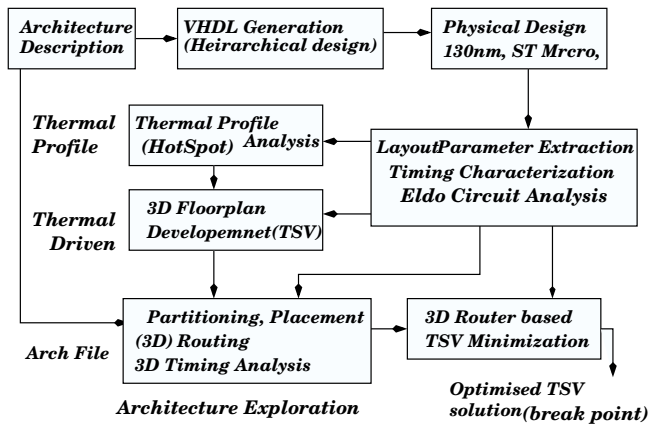 Architecture
Description
VHDL Generation
(Heirarchical design)
Physical Design
130nm, ST Mrcro,
Thermal
Profile
Thermal Profile
(HotSpot) Analysis
LayoutParameter Extraction
Timing Characterization
Eldo Circuit Analysis
Thermal
Driven
3D Floorplan
Developemnet(TSV)
Partitioning, Placement
(3D) Routing
3D Timing Analysis
3D Router based
TSV Minimization
Arch File
Architecture Exploration
Optimised TSV
solution(break point)